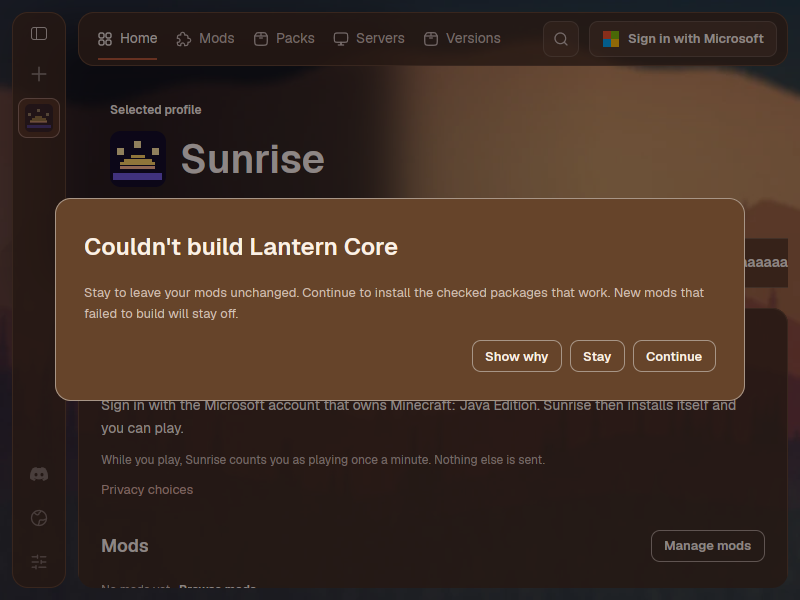 Home
Mods
Packs
Servers
Versions
Sign in with Microsoft
Selected profile
Sunrise
Couldn't build Lantern Core
Stay to leave your mods unchanged. Continue to install the checked packages that work. New mods that
failed to build will stay off.
Show why
Stay
Continue
Sign in with the Microsoft account that owns Minecraft: Java Edition. Sunrise then installs itself and
you can play.
While you play, Sunrise counts you as playing once a minute. Nothing else is sent.
Privacy choices
Mods
Manage mods